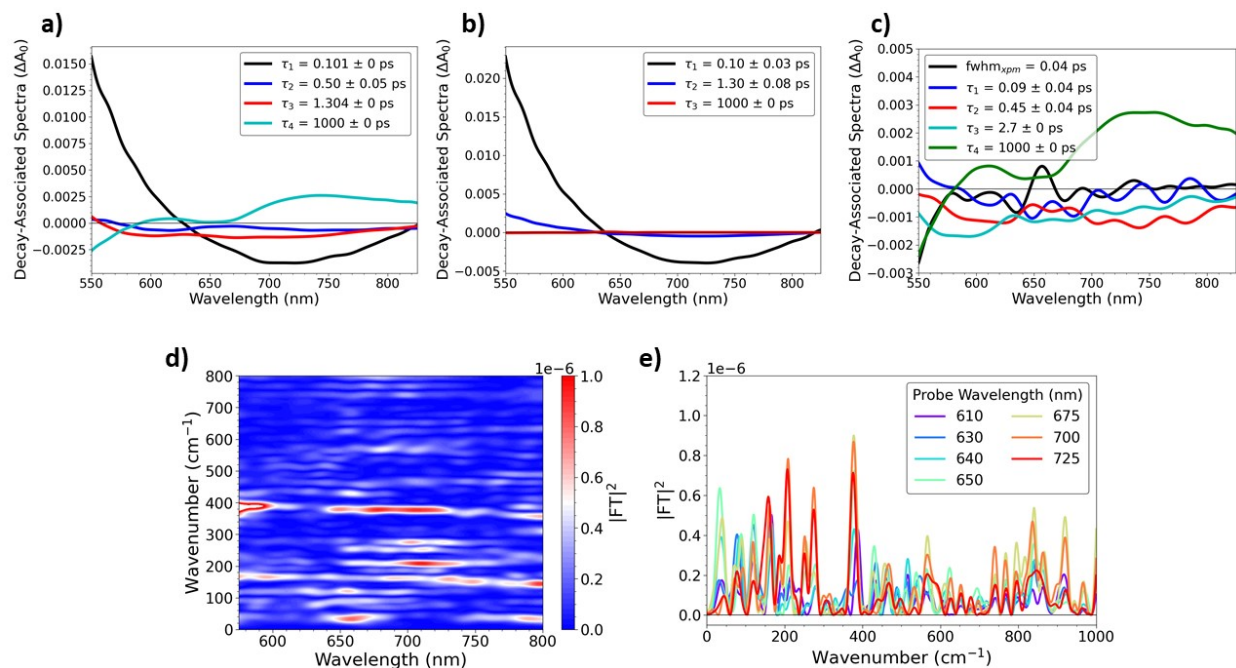 a)
Decay-Associated Spectra (ΔA₀)
0.0150
0.0125
0.0100
0.0075
0.0050
0.0025
0.0000
−0.0025
τ₁ = 0.101 ± 0 ps
τ₂ = 0.50 ± 0.05 ps
τ₃ = 1.304 ± 0 ps
τ₄ = 1000 ± 0 ps
550 600 650 700 750 800
Wavelength (nm)
b)
Decay-Associated Spectra (ΔA₀)
0.020
0.015
0.010
0.005
0.000
−0.005
τ₁ = 0.10 ± 0.03 ps
τ₂ = 1.30 ± 0.08 ps
τ₃ = 1000 ± 0 ps
550 600 650 700 750 800
Wavelength (nm)
c)
Decay-Associated Spectra (ΔA₀)
0.005
0.004
0.003
0.002
0.001
0.000
−0.001
−0.002
−0.003
fwhmₓₚₘ = 0.04 ps
τ₁ = 0.09 ± 0.04 ps
τ₂ = 0.45 ± 0.04 ps
τ₃ = 2.7 ± 0 ps
τ₄ = 1000 ± 0 ps
550 600 650 700 750 800
Wavelength (nm)
d)
Wavenumber (cm⁻¹)
800
700
600
500
400
300
200
100
0
600 650 700 750 800
Wavelength (nm)
1e−6
1.0
0.8
0.6
0.4
0.2
0.0
|FT|²
e)
1e−6
|FT|²
1.2
1.0
0.8
0.6
0.4
0.2
0.0
Probe Wavelength (nm)
610 675
630 700
640 725
650
0 200 400 600 800 1000
Wavenumber (cm⁻¹)